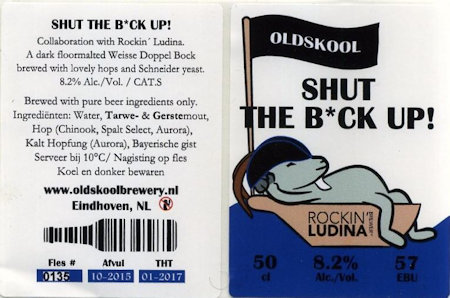 SHUT THE B*CK UP!
Collaboration with Rockin´ Ludina.
A dark floormalted Weisse Doppel Bock
brewed with lovely hops and Schneider yeast.
8.2% Alc./Vol. / CAT.S
Brewed with pure beer ingredients only.
Ingrediënten: Water, Tarwe- & Gerstemout,
Hop (Chinook, Spalt Select, Aurora),
Kalt Hopfung (Aurora), Bayerische gist
Serveer bij 10°C/ Nagisting op fles
Koel en donker bewaren
www.oldskoolbrewery.nl
Eindhoven, NL
Fles # Afvul THT
0135 10-2015 01-2017
OLDSKOOL
SHUT
THE B*CK UP!
ROCKIN'
LUDINA
BREWERY
50 8.2% 57
cl Alc./Vol. EBU